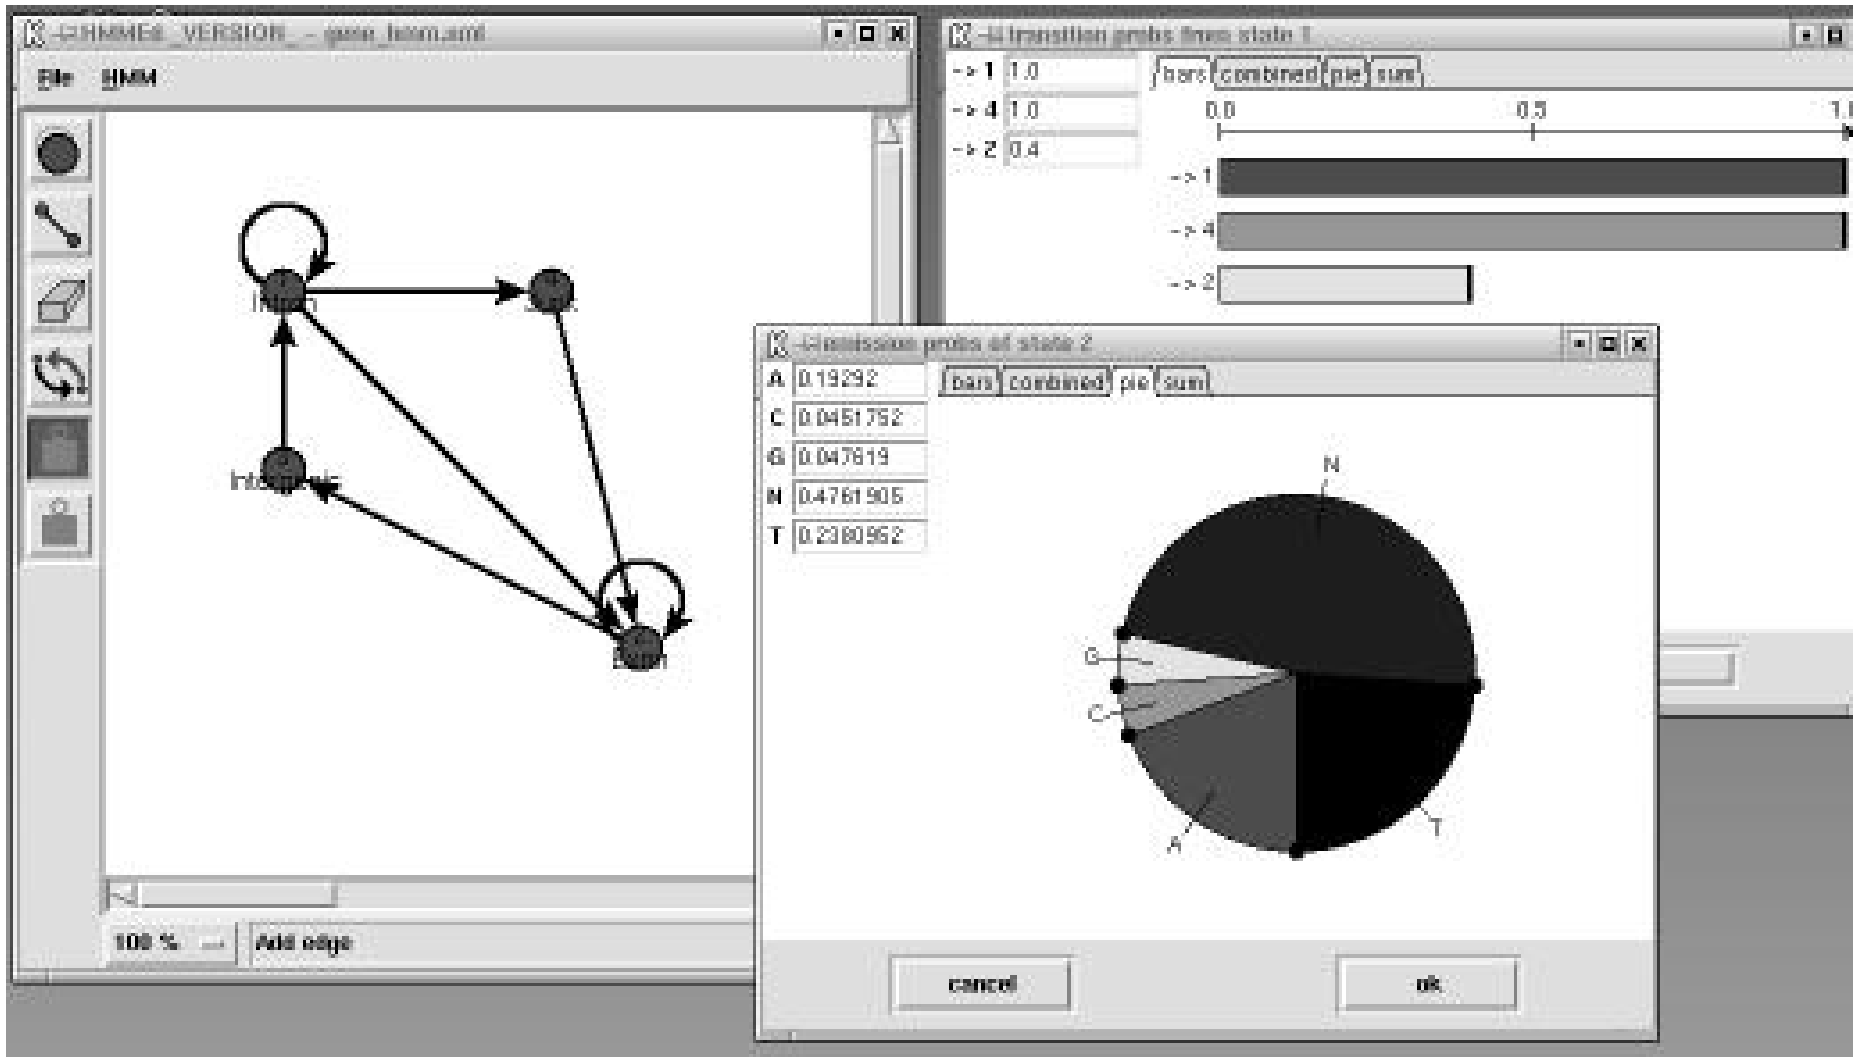 HMMEd _VERSION_ - gene_hmm.xml
File HMM
Intron
Intergenic
100 %
Add edge
transition probs from state 1
-> 1 1.0
-> 4 1.0
-> 2 0.4
bars combined pie sum
0.0 0.5 1.0
-> 1
-> 4
-> 2
emission probs of state 2
A 0.19292
C 0.0451752
G 0.047619
N 0.4761905
T 0.2380952
bars combined pie sum
N
G
C
A
T
cancel ok